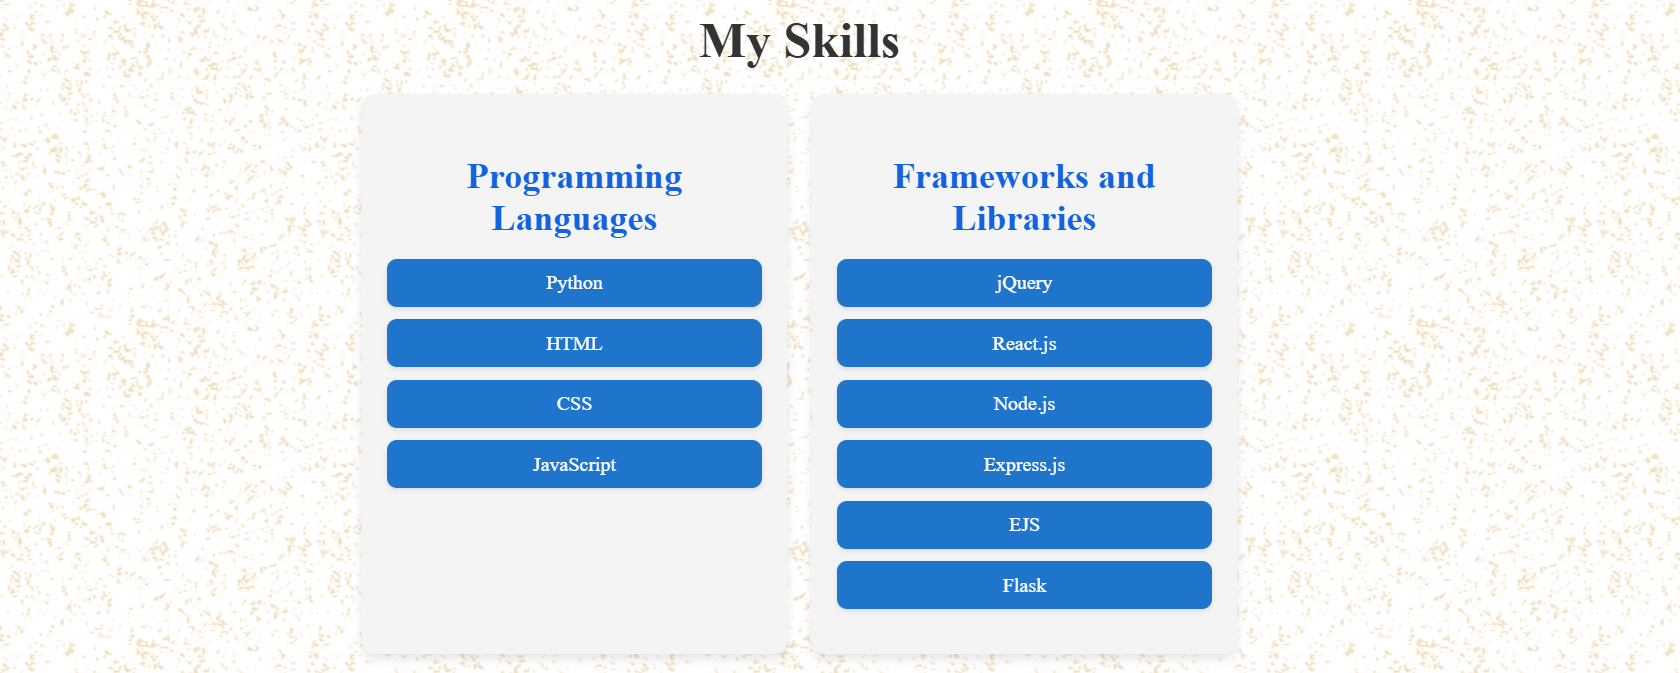 My Skills
Programming
Languages
Python
HTML
CSS
JavaScript
Frameworks and
Libraries
jQuery
React.js
Node.js
Express.js
EJS
Flask